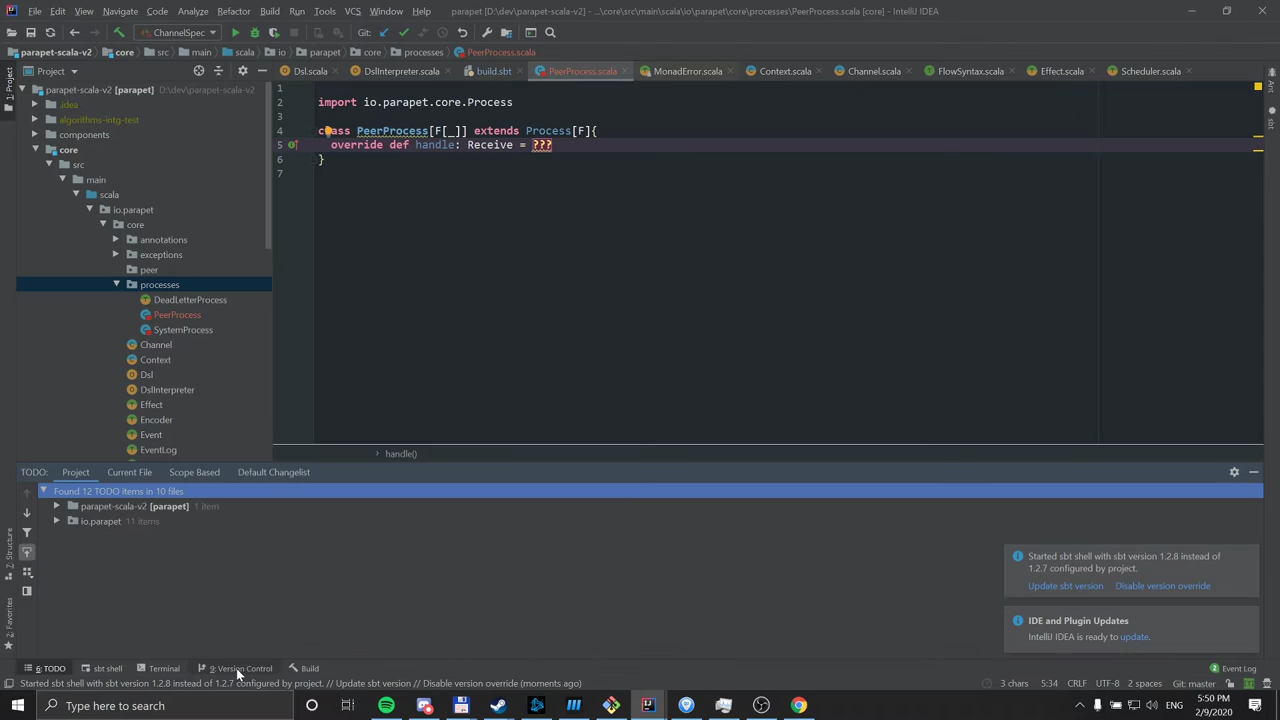 File Edit View Navigate Code Analyze Refactor Build Run Tools VCS Window Help parapet [D:\dev\parapet-scala-v2] - ...\core\src\main\scala\io\parapet\core\processes\PeerProcess.scala [core] - IntelliJ IDEA
ChannelSpec Git:
parapet-scala-v2 core src main scala io parapet core processes PeerProcess.scala
Project Dsl.scala DslInterpreter.scala build.sbt PeerProcess.scala MonadError.scala Context.scala Channel.scala FlowSyntax.scala Effect.scala Scheduler.scala
1: Project
Ant
sbt
parapet-scala-v2 [parapet] D:\dev\parapet-scala-v2
.idea
algorithms-intg-test
components
core
src
main
scala
io.parapet
core
annotations
exceptions
peer
processes
DeadLetterProcess
PeerProcess
SystemProcess
Channel
Context
Dsl
DslInterpreter
Effect
Encoder
Event
EventLog
1
2 import io.parapet.core.Process
3
4 class PeerProcess[F[_]] extends Process[F]{
5 override def handle: Receive = ???
6 }
7
handle()
TODO: Project Current File Scope Based Default Changelist
Found 12 TODO items in 10 files
parapet-scala-v2 [parapet] 1 item
io.parapet 11 items
Z: Structure
2: Favorites
Started sbt shell with sbt version 1.2.8 instead of
1.2.7 configured by project.
Update sbt version Disable version override
IDE and Plugin Updates
IntelliJ IDEA is ready to update.
6: TODO sbt shell Terminal 9: Version Control Build Event Log
Started sbt shell with sbt version 1.2.8 instead of 1.2.7 configured by project. // Update sbt version // Disable version override (moments ago) 3 chars 5:34 CRLF UTF-8 2 spaces Git: master
Type here to search
5:50 PM
2/9/2020